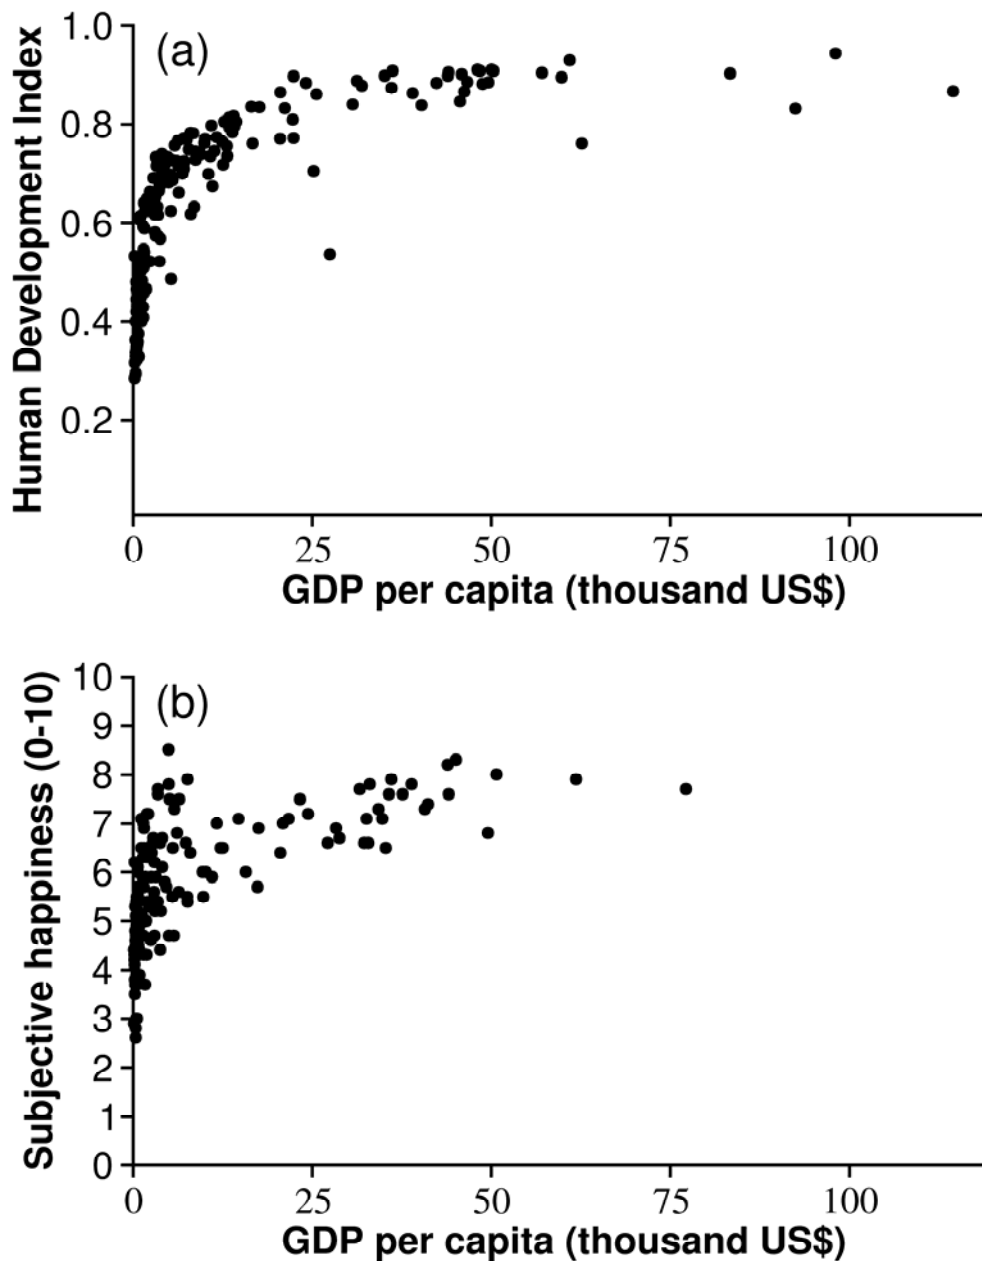 (a)
Human Development Index
1.0
0.8
0.6
0.4
0.2
0 25 50 75 100
GDP per capita (thousand US$)
(b)
Subjective happiness (0-10)
10
9
8
7
6
5
4
3
2
1
0
0 25 50 75 100
GDP per capita (thousand US$)